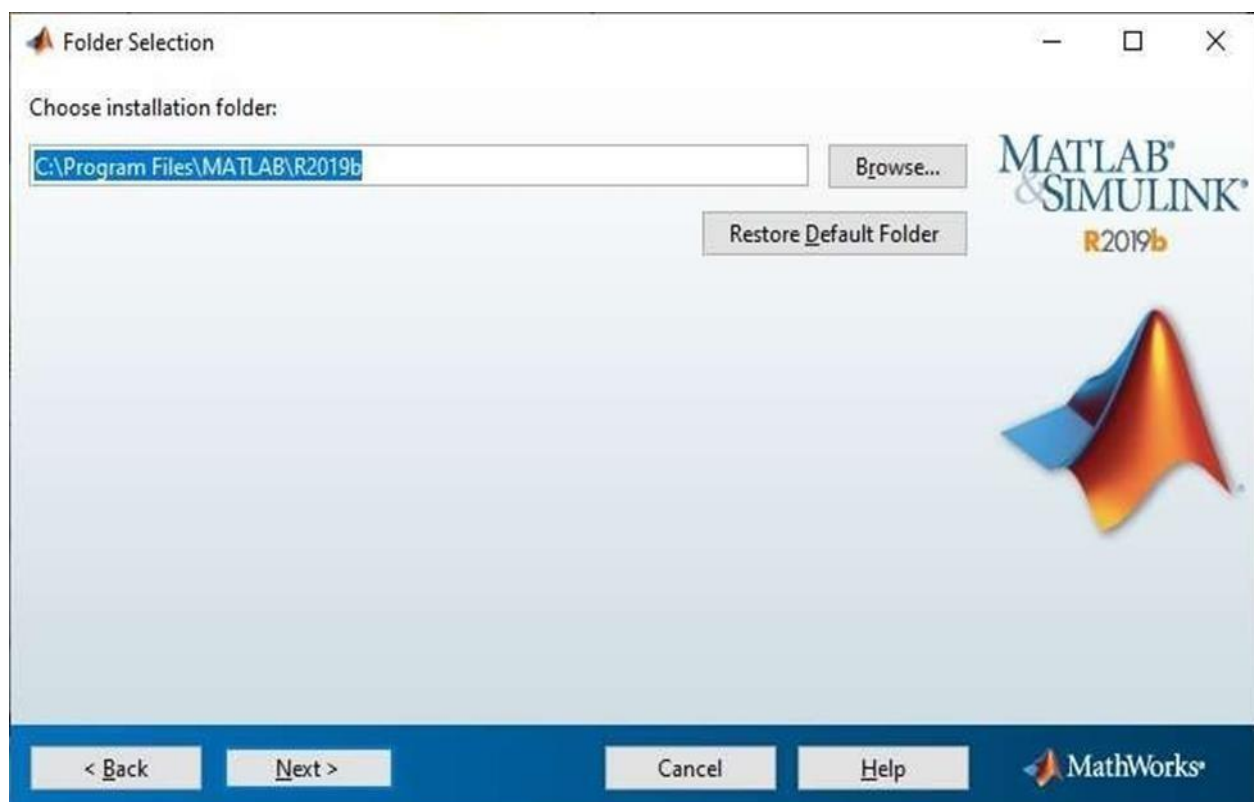 Folder Selection
Choose installation folder:
C:\Program Files\MATLAB\R2019b
Browse...
Restore Default Folder
MATLAB®
&SIMULINK®
R2019b
< Back
Next >
Cancel
Help
MathWorks®